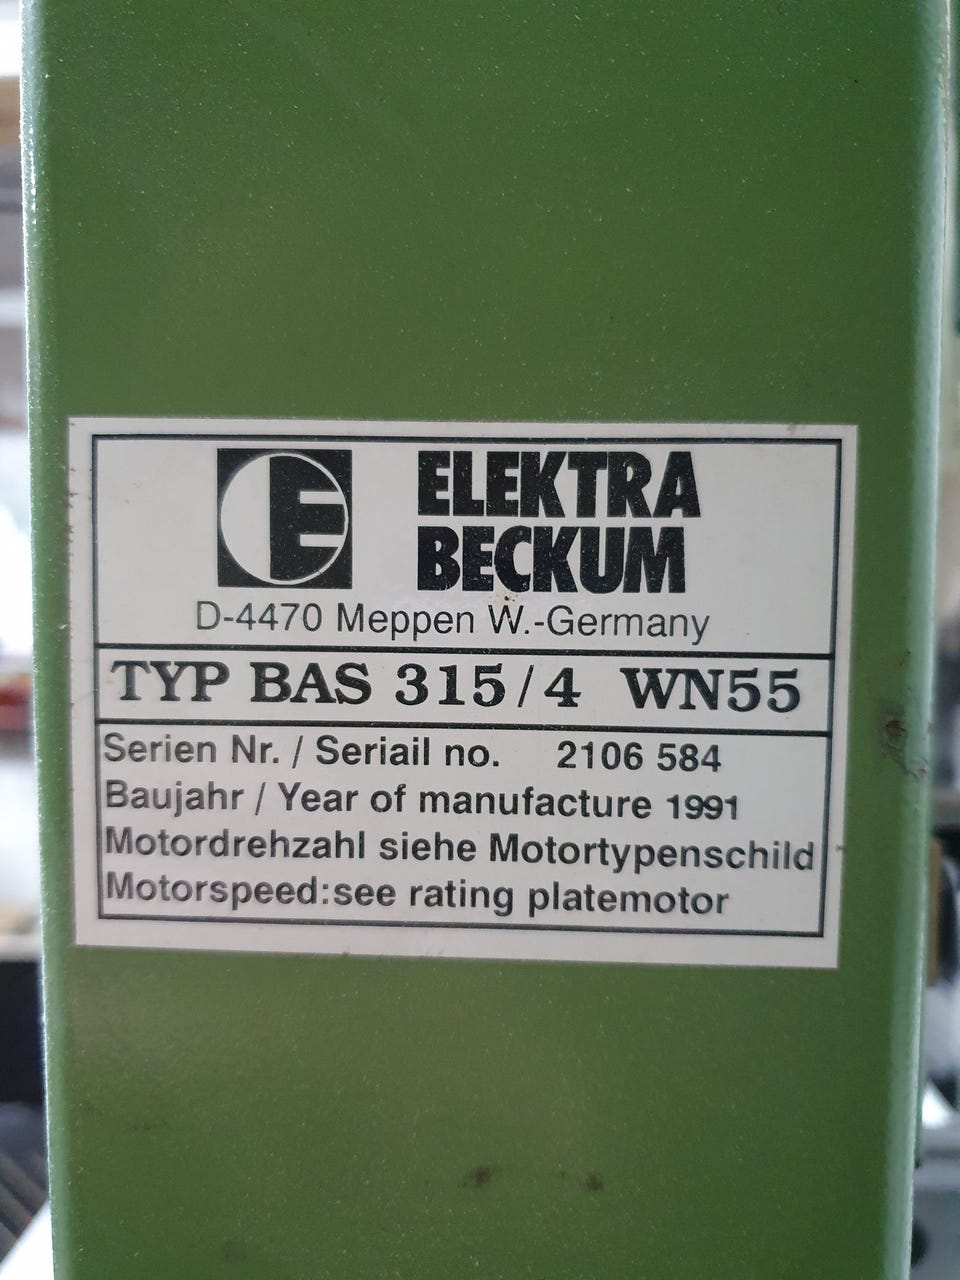 ELEKTRA
BECKUM
D-4470 Meppen W.-Germany
TYP BAS 315/4 WN55
Serien Nr. / Seriail no. 2106 584
Baujahr / Year of manufacture 1991
Motordrehzahl siehe Motortypenschild
Motorspeed:see rating platemotor